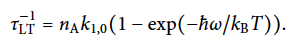 τ_LT^{-1} = n_A k_{1,0}(1 − exp(−ħω/k_B T)).